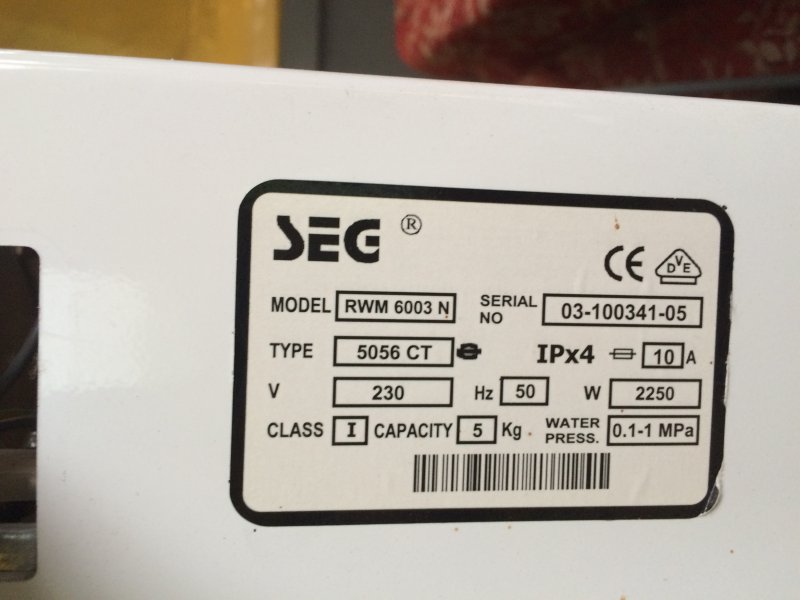 SEG ®
CE DVE
MODEL RWM 6003 N SERIAL NO 03-100341-05
TYPE 5056 CT IPx4 10 A
V 230 Hz 50 W 2250
CLASS I CAPACITY 5 Kg WATER PRESS. 0.1-1 MPa